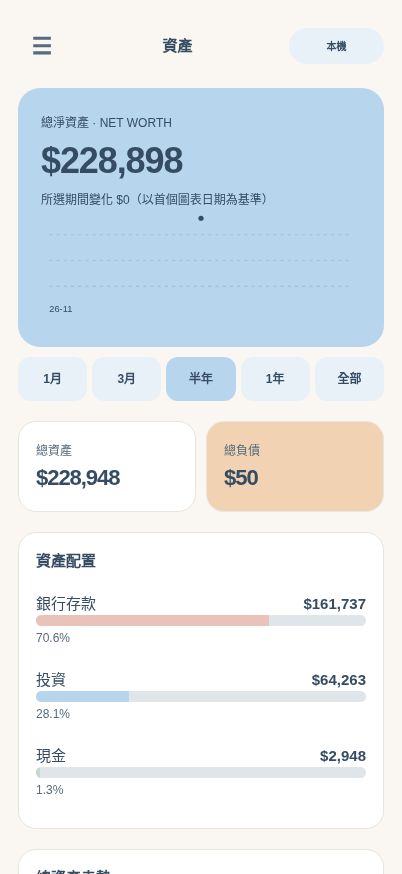 資產
本機
總淨資產 · NET WORTH
$228,898
所選期間變化 $0（以首個圖表日期為基準）
26-11
1月
3月
半年
1年
全部
總資產
$228,948
總負債
$50
資產配置
銀行存款 $161,737
70.6%
投資 $64,263
28.1%
現金 $2,948
1.3%